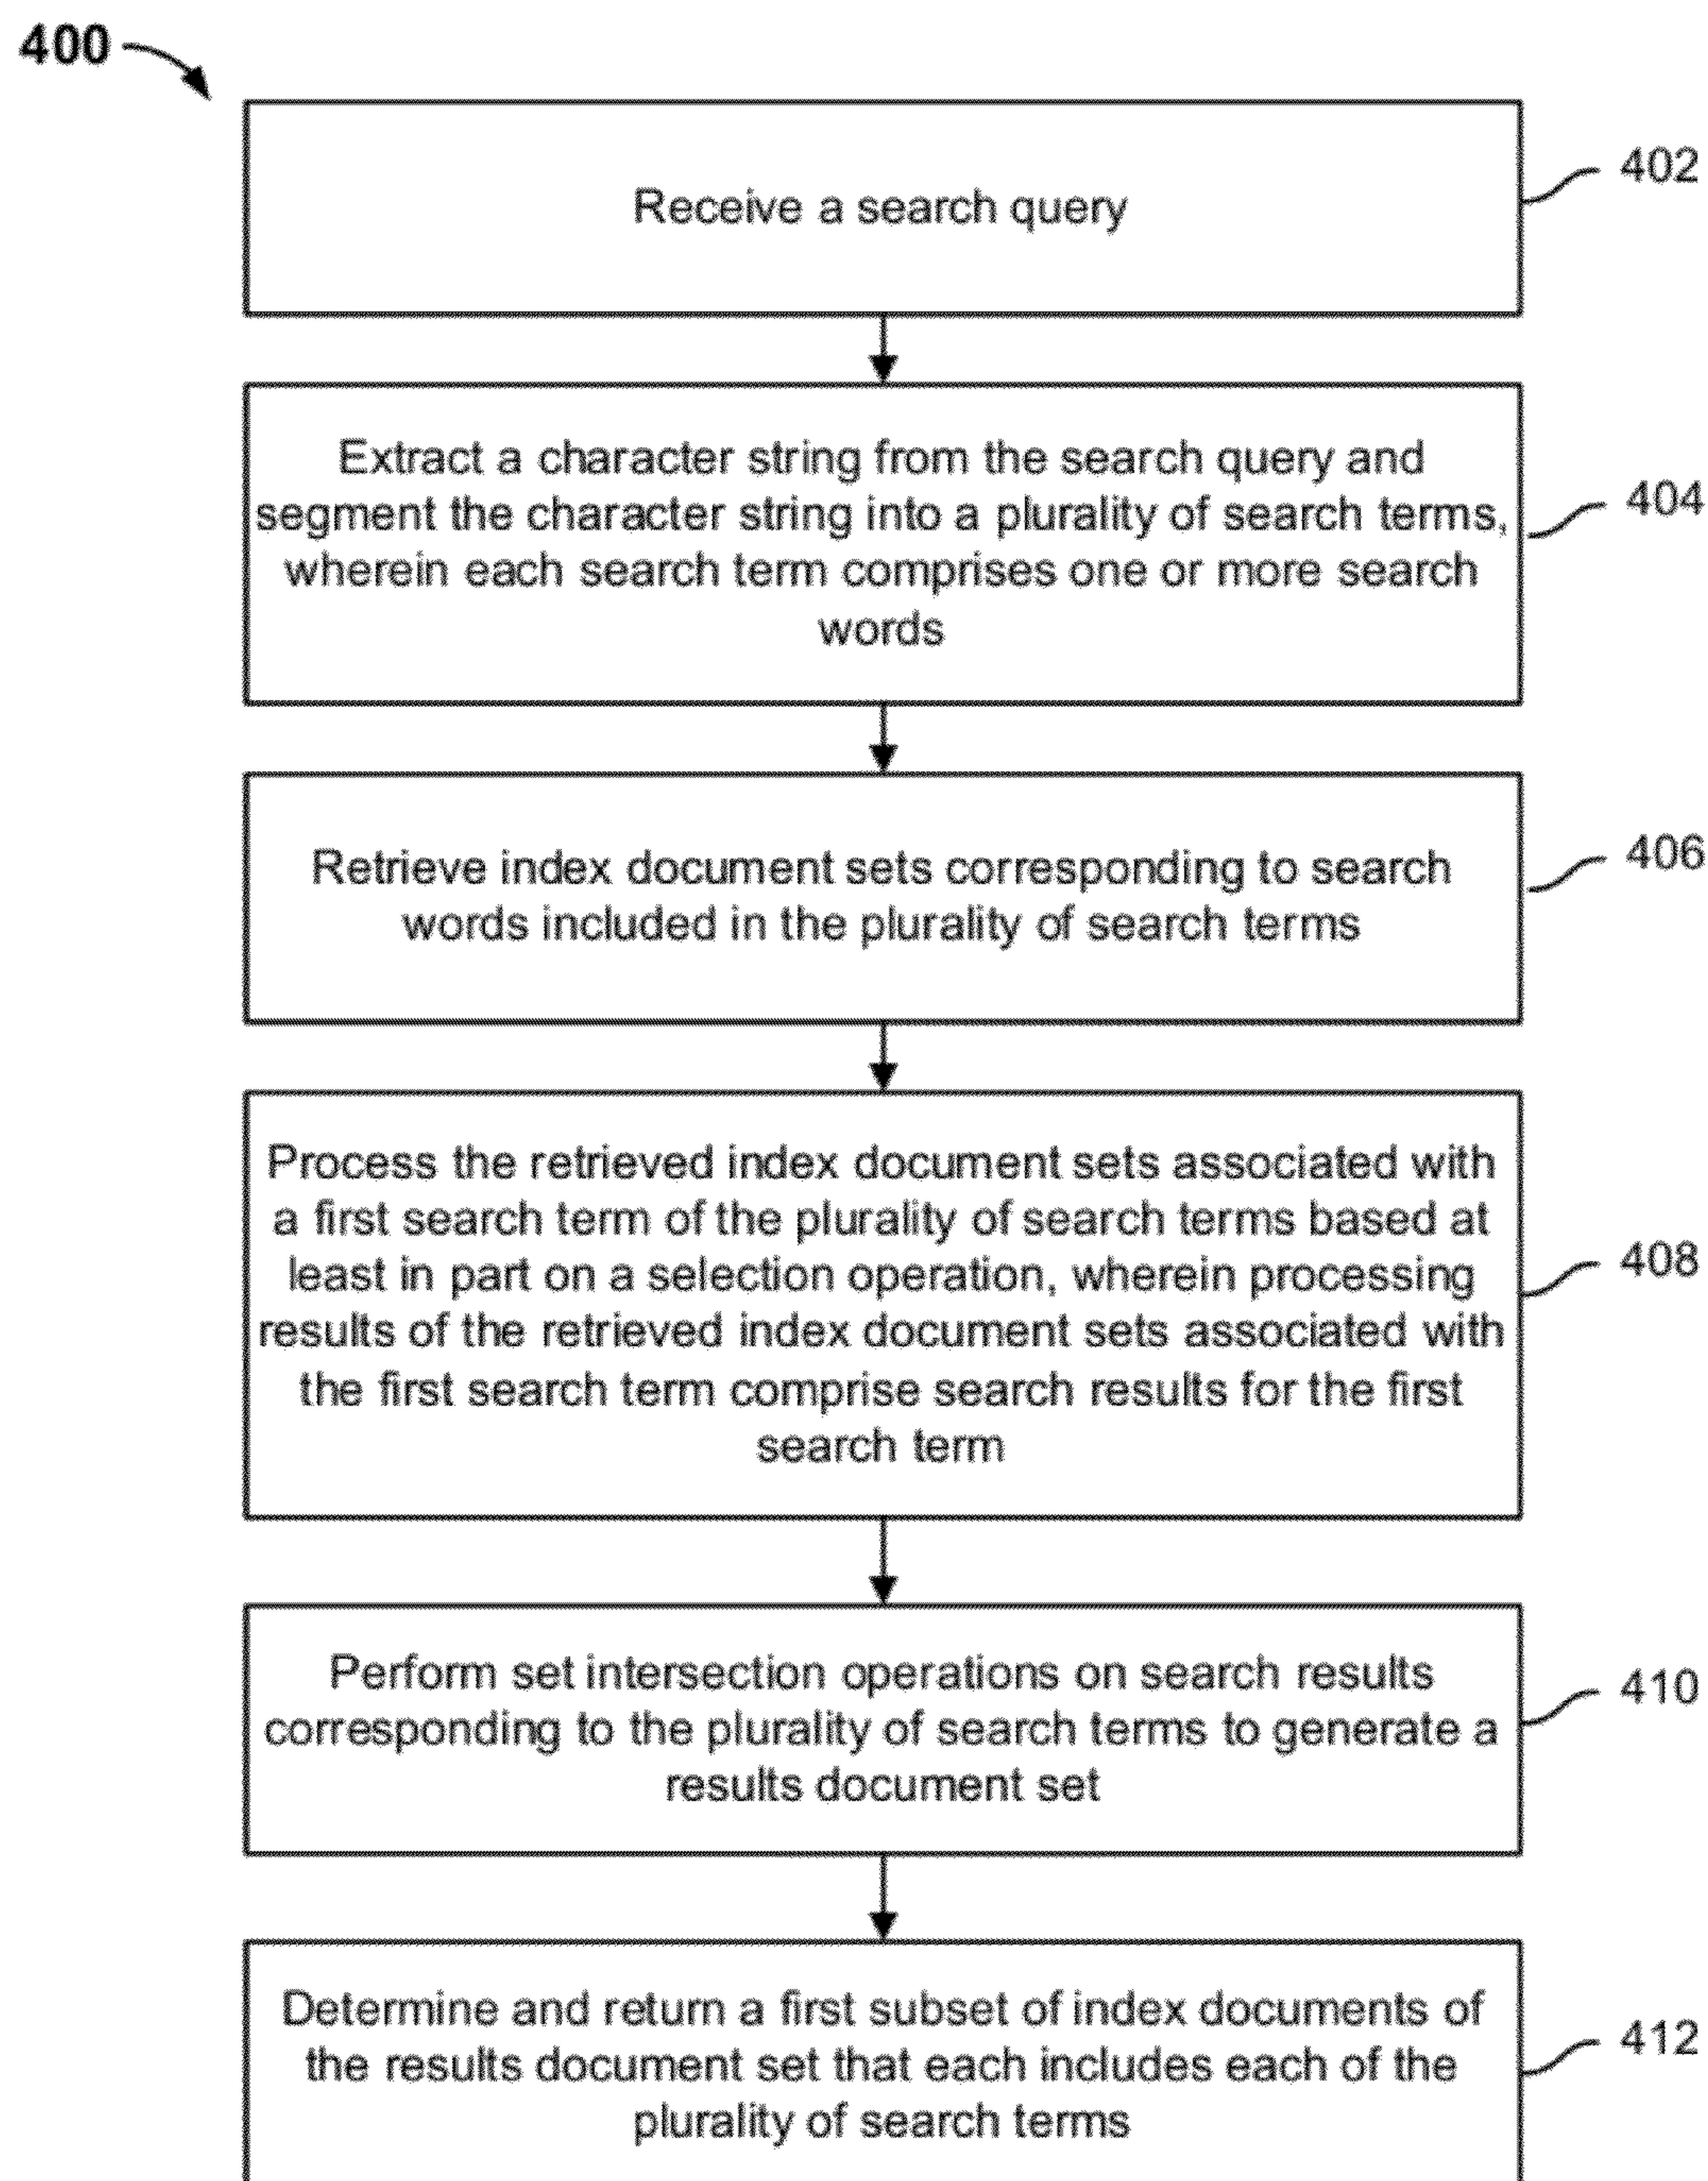 400
Receive a search query
402
Extract a character string from the search query and
segment the character string into a plurality of search terms,
wherein each search term comprises one or more search
words
404
Retrieve index document sets corresponding to search
words included in the plurality of search terms
406
Process the retrieved index document sets associated with
a first search term of the plurality of search terms based at
least in part on a selection operation, wherein processing
results of the retrieved index document sets associated with
the first search term comprise search results for the first
search term
408
Perform set intersection operations on search results
corresponding to the plurality of search terms to generate a
results document set
410
Determine and return a first subset of index documents of
the results document set that each includes each of the
plurality of search terms
412